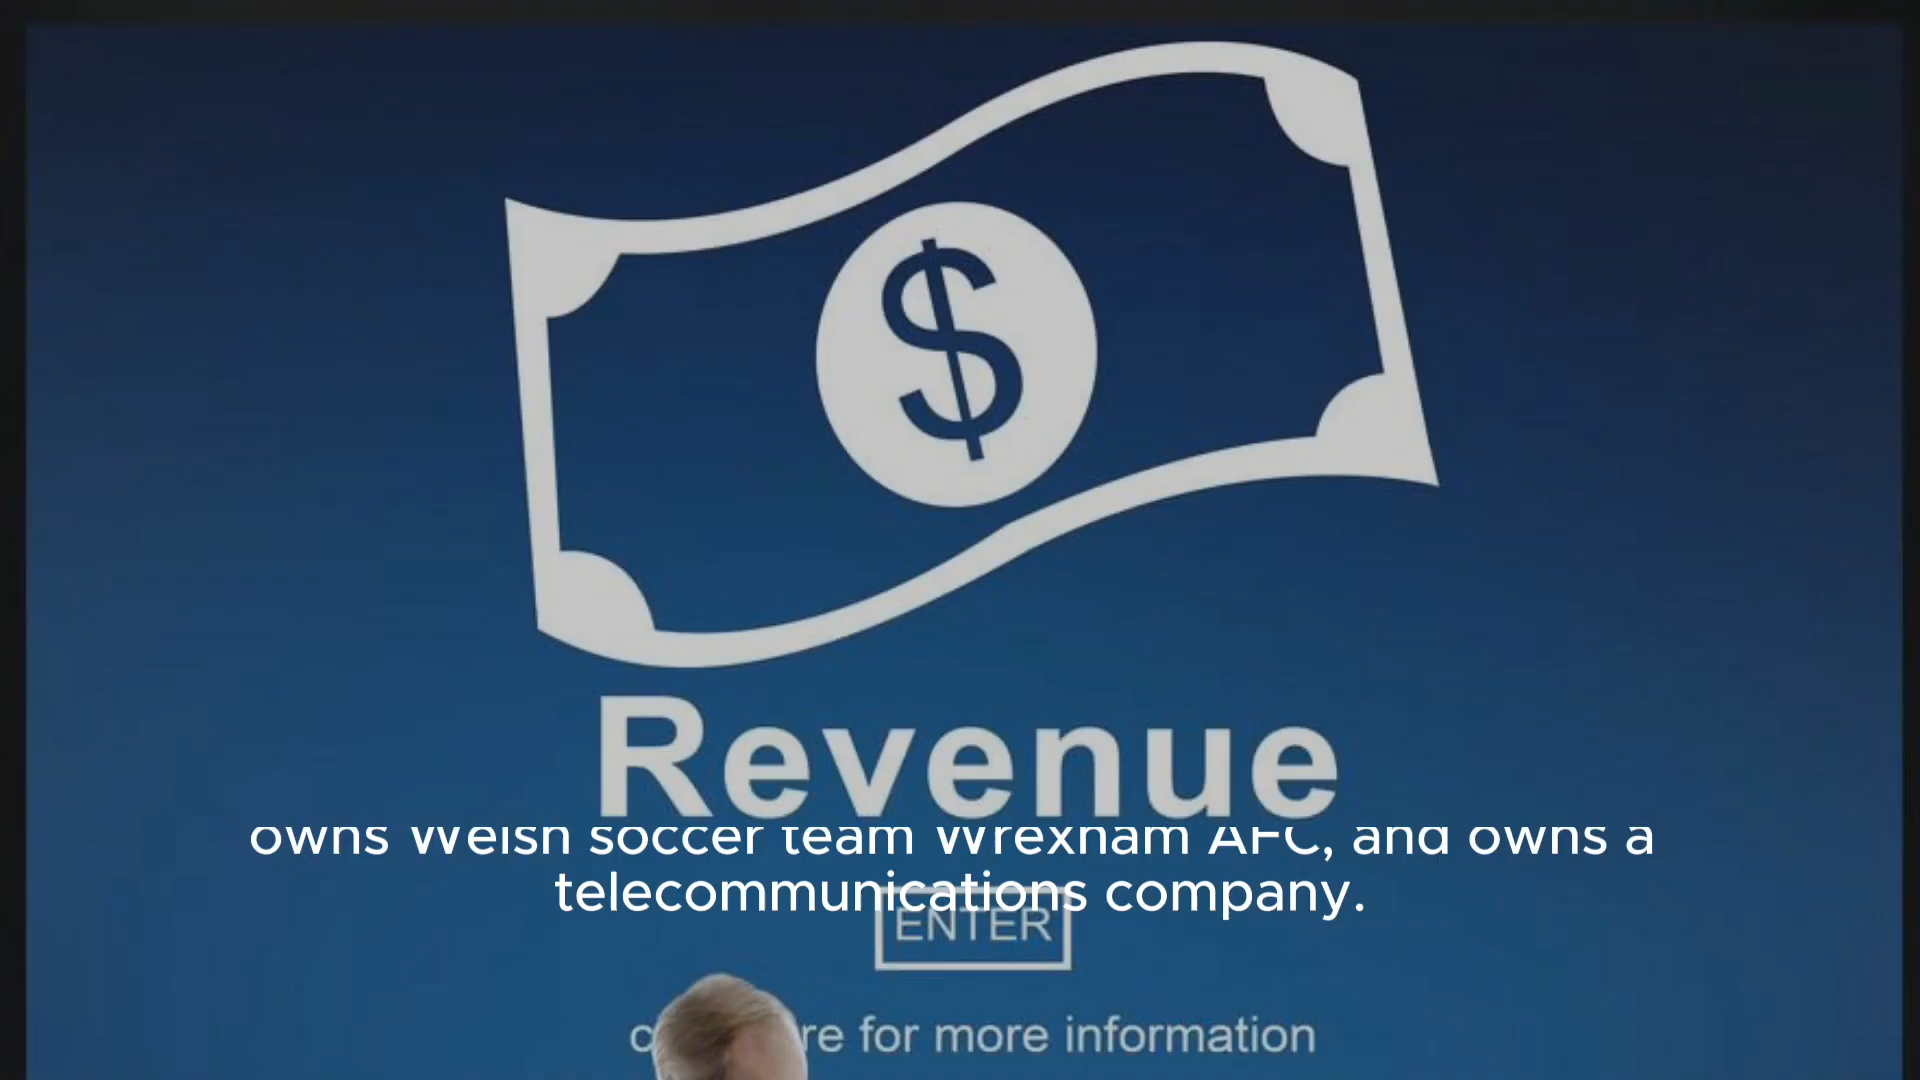 $
Revenue
owns Welsh soccer team Wrexham AFC, and owns a
telecommunications company.
ENTER
re for more information